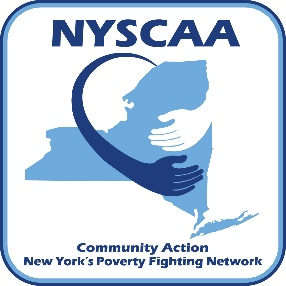 NYSCAA
Community Action
New York's Poverty Fighting Network